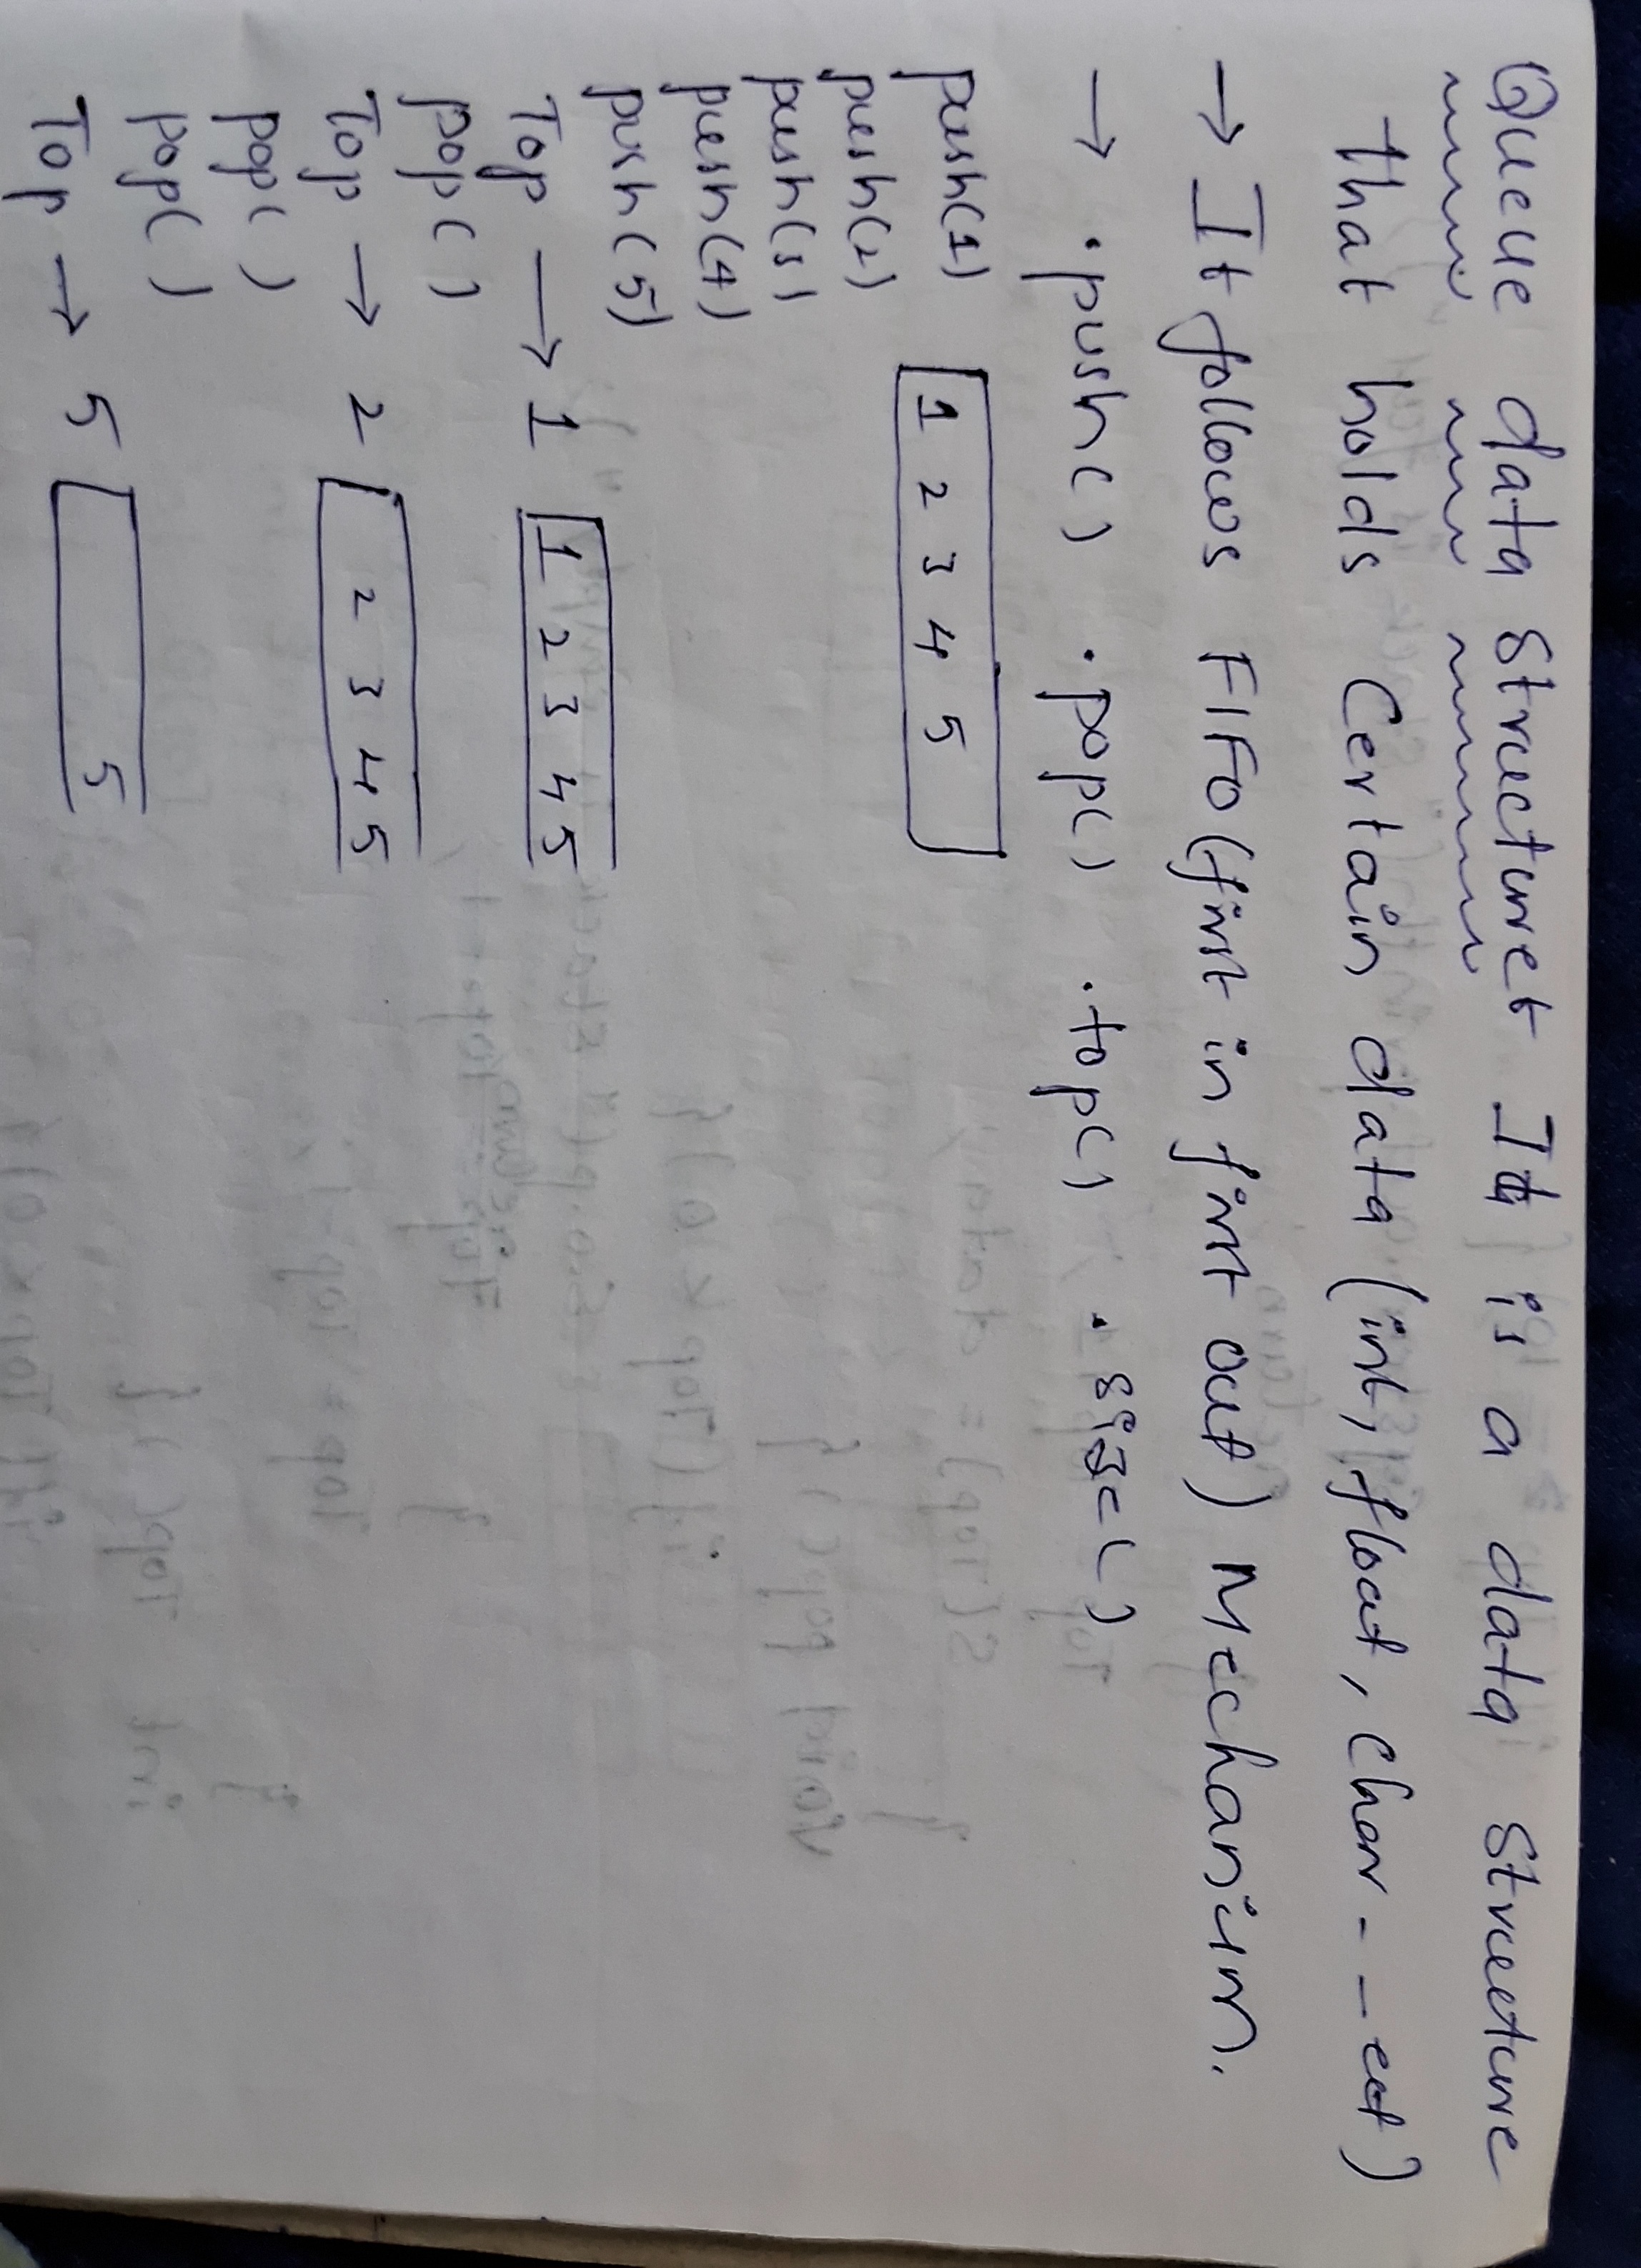 Queue data Structure It is a data Structure
that holds Certain data (int, float, char - - - ect)
→ It follows FIFO (first in first out) Mechanism.
→ .push() .pop() .top() .size()
push(1)
1 2 3 4 5
push(2)
push(3)
push(4)
push(5)
Top → 1 1 2 3 4 5
pop()
Top → 2 2 3 4 5
pop()
pop()
Top → 5 5